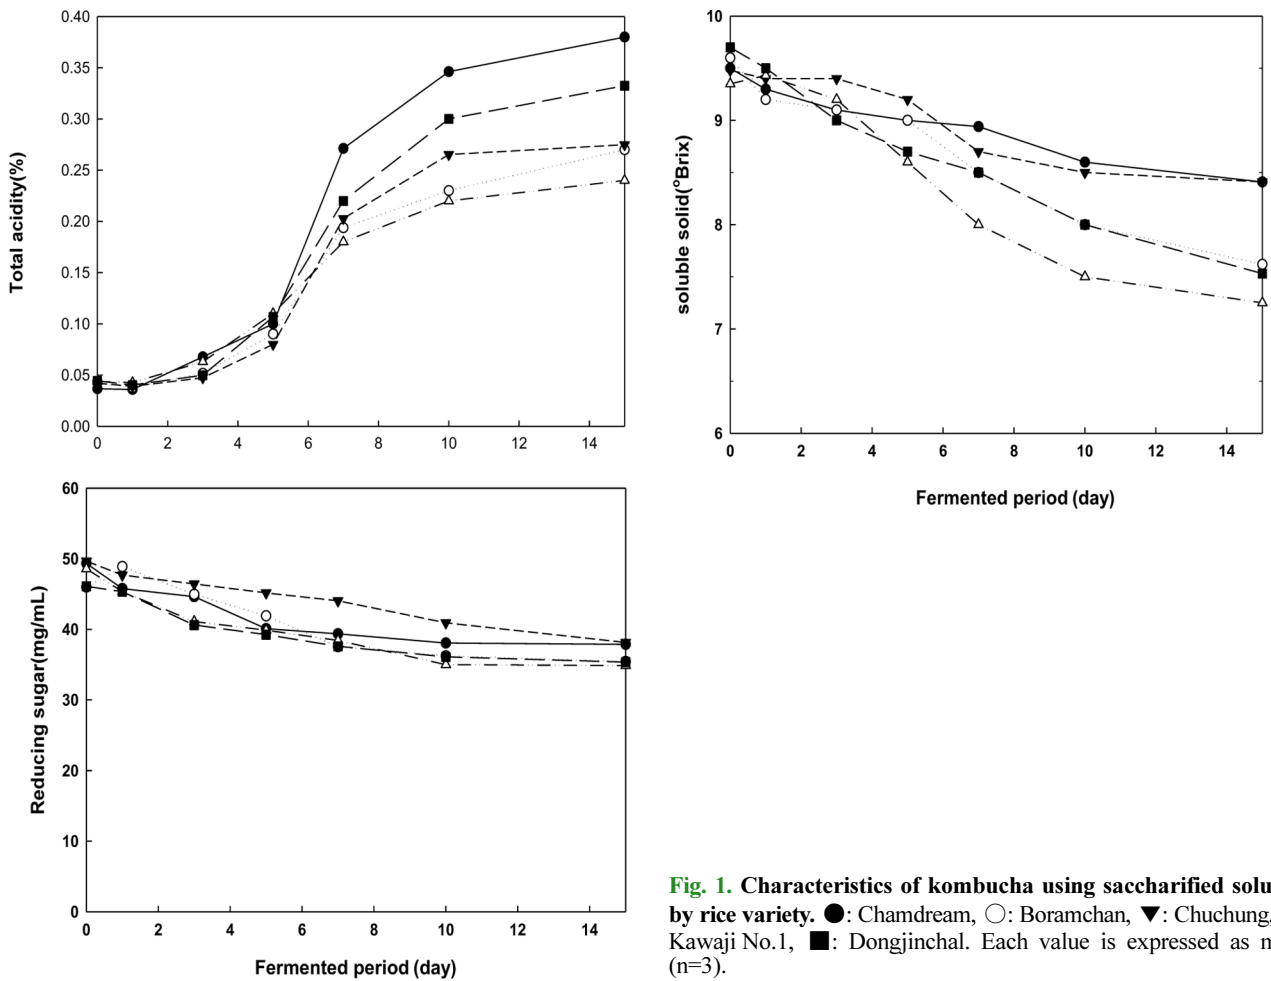 0.40
0.35
0.30
0.25
0.20
0.15
0.10
0.05
0.00
Total acidity(%)
0 2 4 6 8 10 12 14
10
9
8
7
6
soluble solid(°Brix)
0 2 4 6 8 10 12 14
Fermented period (day)
60
50
40
30
20
10
0
Reducing sugar(mg/mL)
0 2 4 6 8 10 12 14
Fermented period (day)
Fig. 1. Characteristics of kombucha using saccharified
by rice variety. ●: Chamdream, ○: Boramchan, ▼: Chuchung,
Kawaji No.1, ■: Dongjinchal. Each value is expressed as
(n=3).